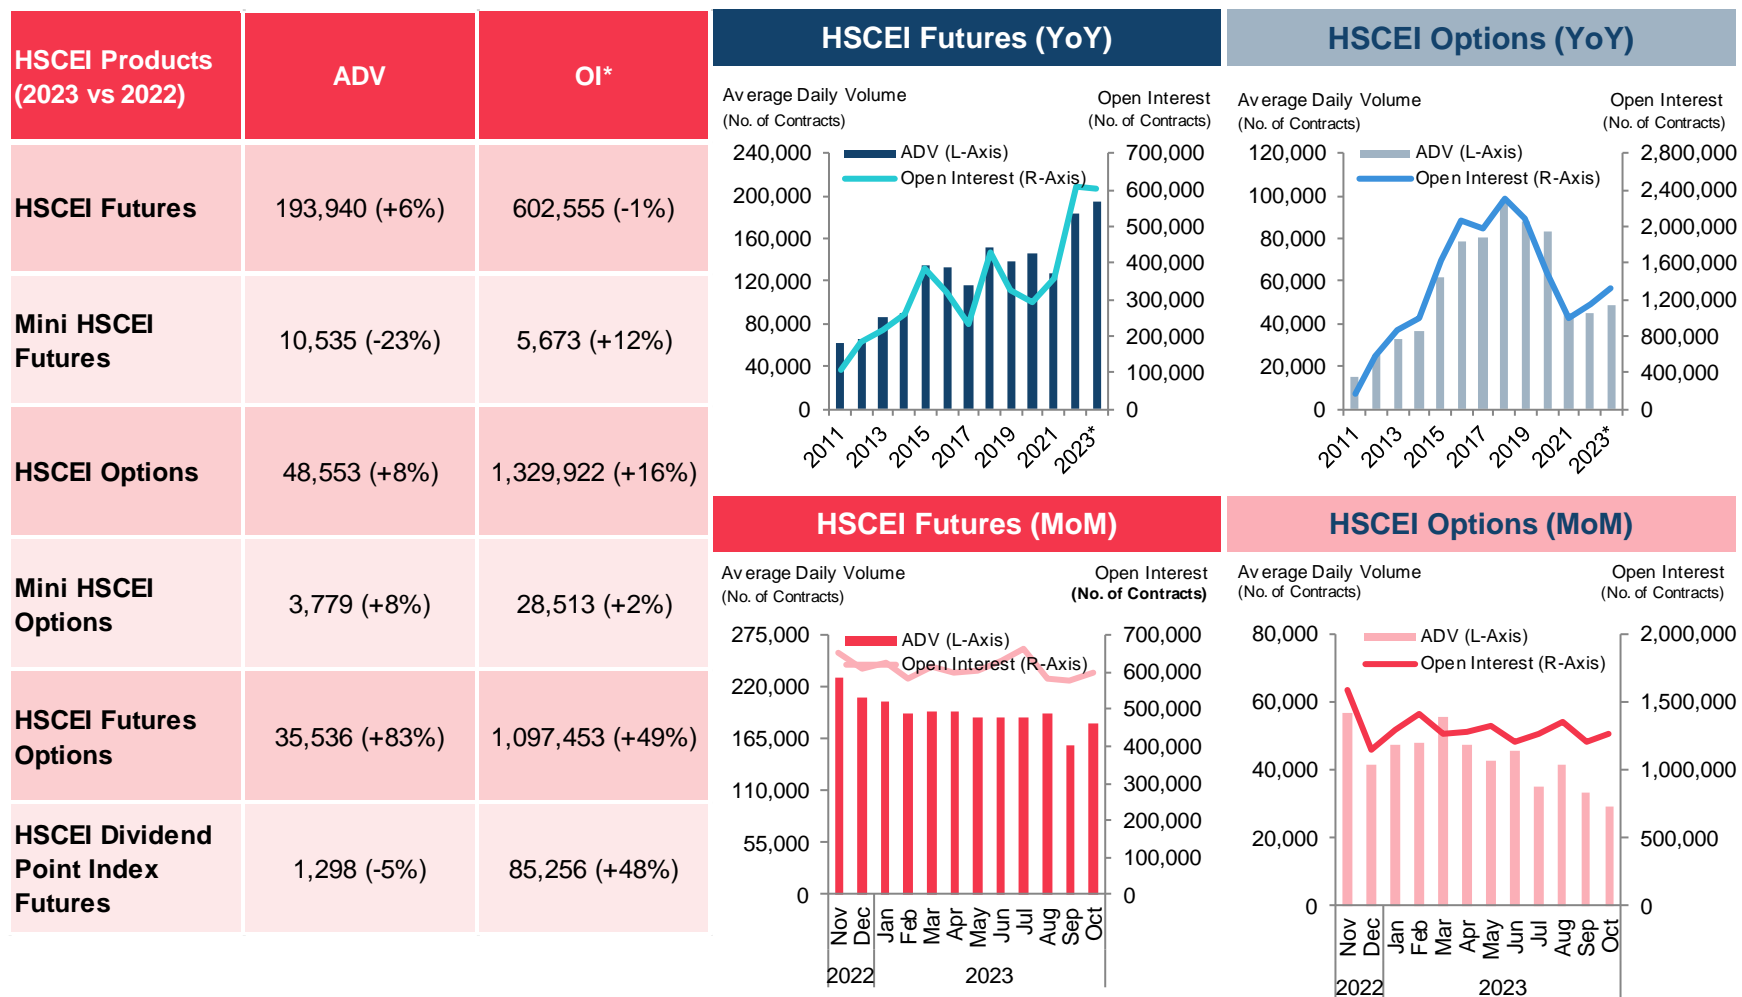 HSCEI Products
(2023 vs 2022)
ADV
OI*
HSCEI Futures
193,940 (+6%)
602,555 (-1%)
Mini HSCEI
Futures
10,535 (-23%)
5,673 (+12%)
HSCEI Options
48,553 (+8%)
1,329,922 (+16%)
Mini HSCEI
Options
3,779 (+8%)
28,513 (+2%)
HSCEI Futures
Options
35,536 (+83%)
1,097,453 (+49%)
HSCEI Dividend
Point Index
Futures
1,298 (-5%)
85,256 (+48%)
HSCEI Futures (YoY)
Average Daily Volume
(No. of Contracts)
Open Interest
(No. of Contracts)
ADV (L-Axis)
Open Interest (R-Axis)
240,000
200,000
160,000
120,000
80,000
40,000
0
700,000
600,000
500,000
400,000
300,000
200,000
100,000
0
2011
2013
2015
2017
2019
2021
2023*
HSCEI Options (YoY)
Average Daily Volume
(No. of Contracts)
Open Interest
(No. of Contracts)
ADV (L-Axis)
Open Interest (R-Axis)
120,000
100,000
80,000
60,000
40,000
20,000
0
2,800,000
2,400,000
2,000,000
1,600,000
1,200,000
800,000
400,000
0
2011
2013
2015
2017
2019
2021
2023*
HSCEI Futures (MoM)
Average Daily Volume
(No. of Contracts)
Open Interest
(No. of Contracts)
ADV (L-Axis)
Open Interest (R-Axis)
275,000
220,000
165,000
110,000
55,000
0
700,000
600,000
500,000
400,000
300,000
200,000
100,000
0
Nov
Dec
Jan
Feb
Mar
Apr
May
Jun
Jul
Aug
Sep
Oct
2022
2023
HSCEI Options (MoM)
Average Daily Volume
(No. of Contracts)
Open Interest
(No. of Contracts)
ADV (L-Axis)
Open Interest (R-Axis)
80,000
60,000
40,000
20,000
0
2,000,000
1,500,000
1,000,000
500,000
0
Nov
Dec
Jan
Feb
Mar
Apr
May
Jun
Jul
Aug
Sep
Oct
2022
2023